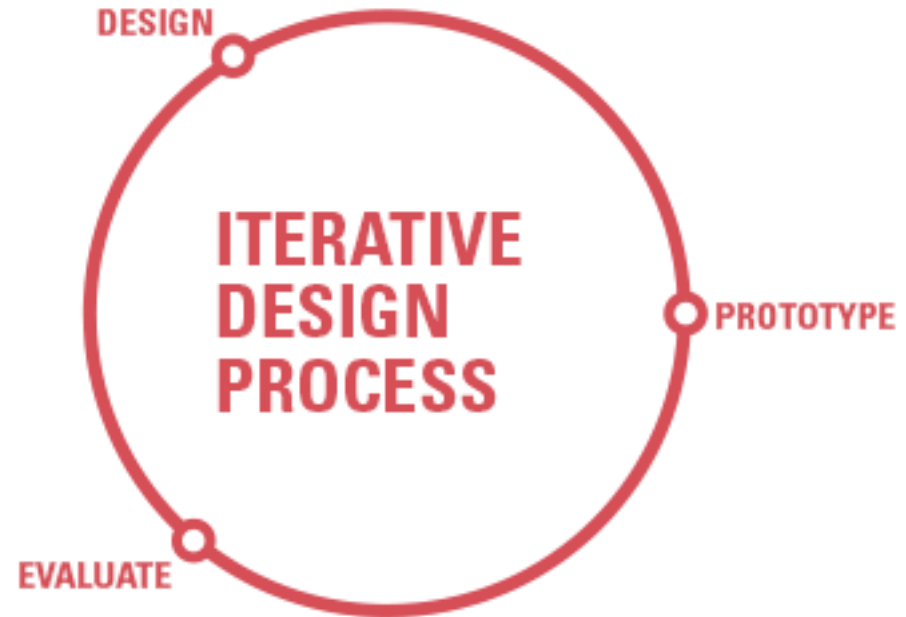 DESIGN
ITERATIVE
DESIGN
PROCESS
PROTOTYPE
EVALUATE